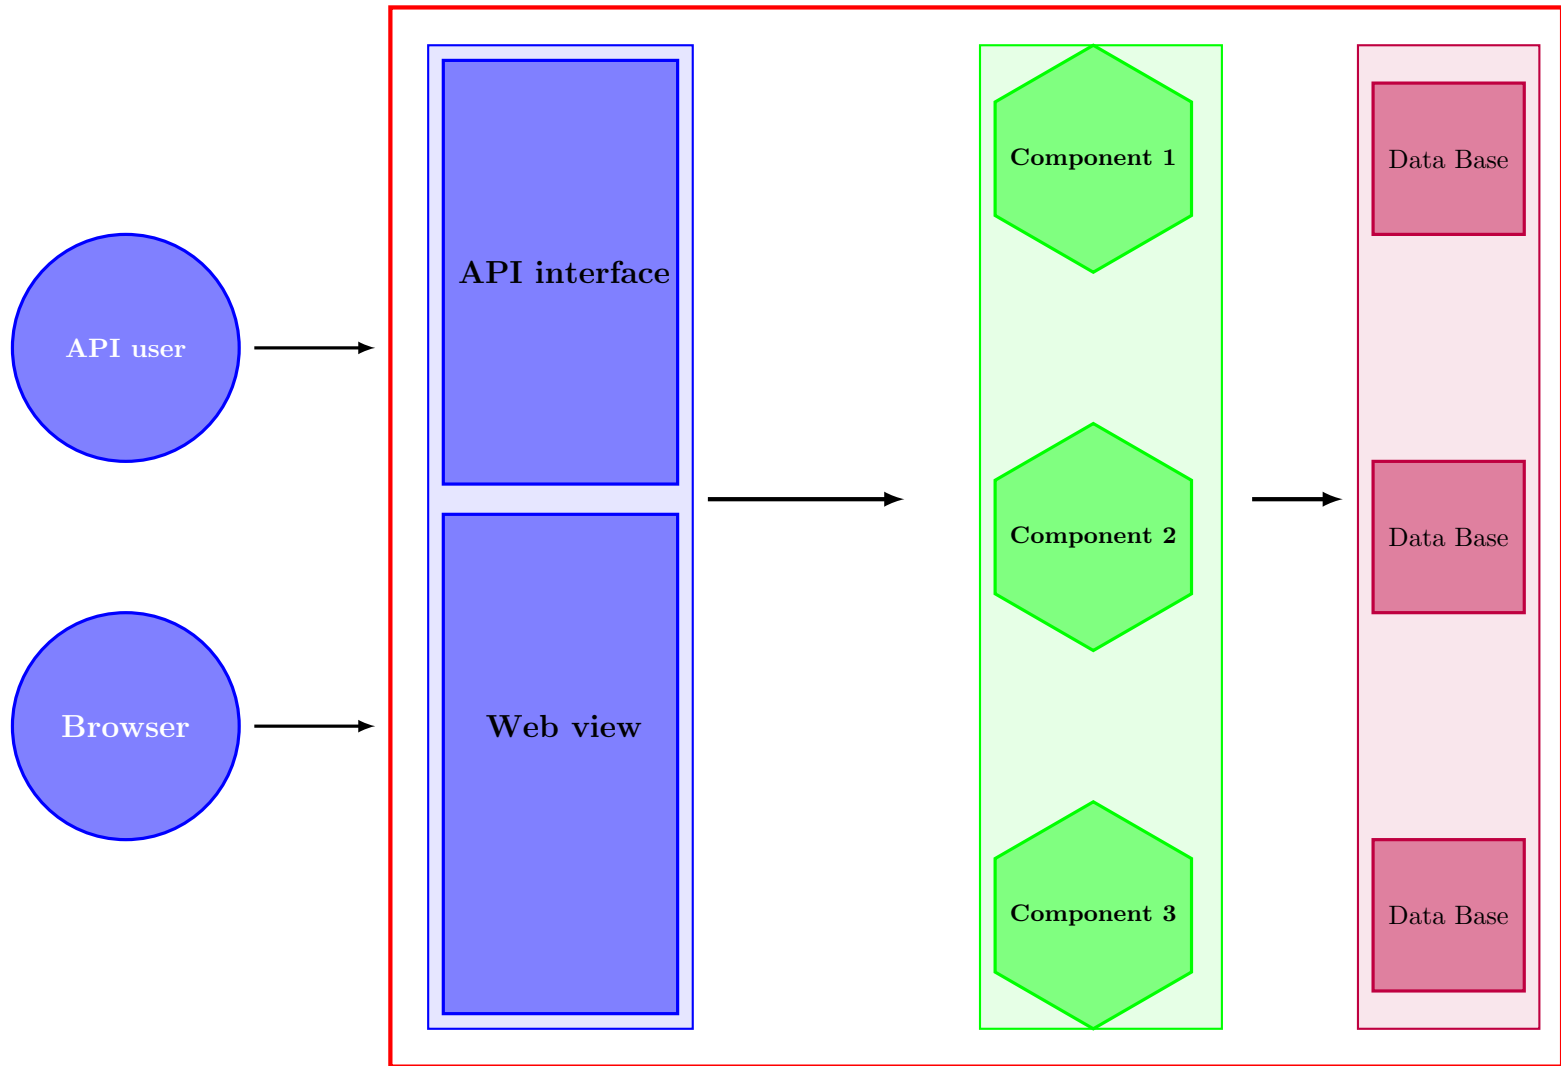 API user
Browser
API interface
Web view
Component 1
Component 2
Component 3
Data Base
Data Base
Data Base